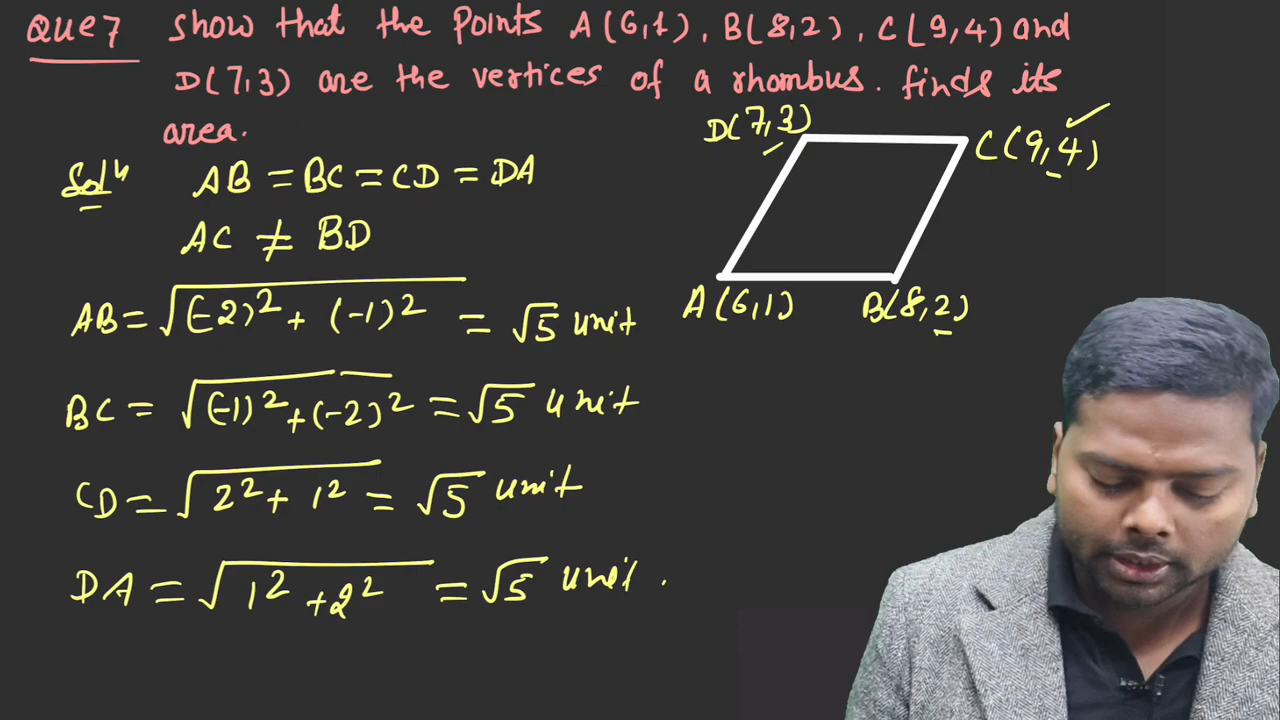 QUE 7 Show that the Points A(6,1), B(8,2), C(9,4) and
D(7,3) are the vertices of a rhombus. finds its
area.
Solⁿ AB = BC = CD = DA
AC ≠ BD
AB = √(-2)² + (-1)² = √5 unit
BC = √(-1)² + (-2)² = √5 unit
CD = √2² + 1² = √5 unit
DA = √1² + 2² = √5 unit.
D(7,3)
C(9,4)
A(6,1)
B(8,2)